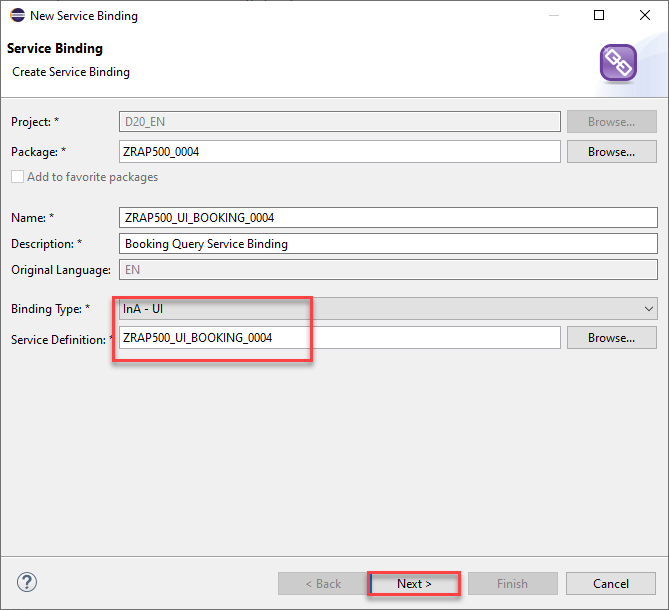 New Service Binding
Service Binding
Create Service Binding
Project: * D20_EN Browse...
Package: * ZRAP500_0004 Browse...
Add to favorite packages
Name: * ZRAP500_UI_BOOKING_0004
Description: * Booking Query Service Binding
Original Language: EN
Binding Type: * InA - UI
Service Definition: * ZRAP500_UI_BOOKING_0004 Browse...
? < Back Next > Finish Cancel